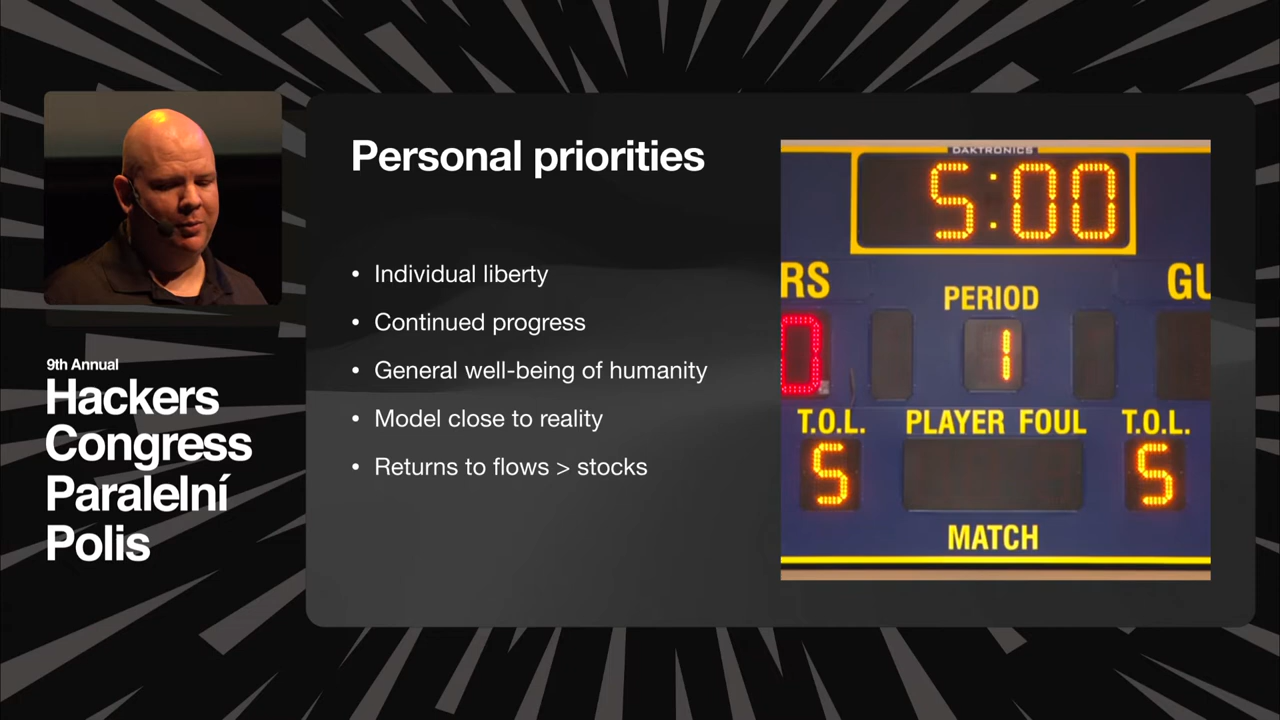 9th Annual
Hackers
Congress
Paralelní
Polis
Personal priorities
• Individual liberty
• Continued progress
• General well-being of humanity
• Model close to reality
• Returns to flows > stocks
DAKTRONICS
5:00
RS
PERIOD
GU
0
1
T.O.L.
PLAYER FOUL
T.O.L.
5
5
MATCH